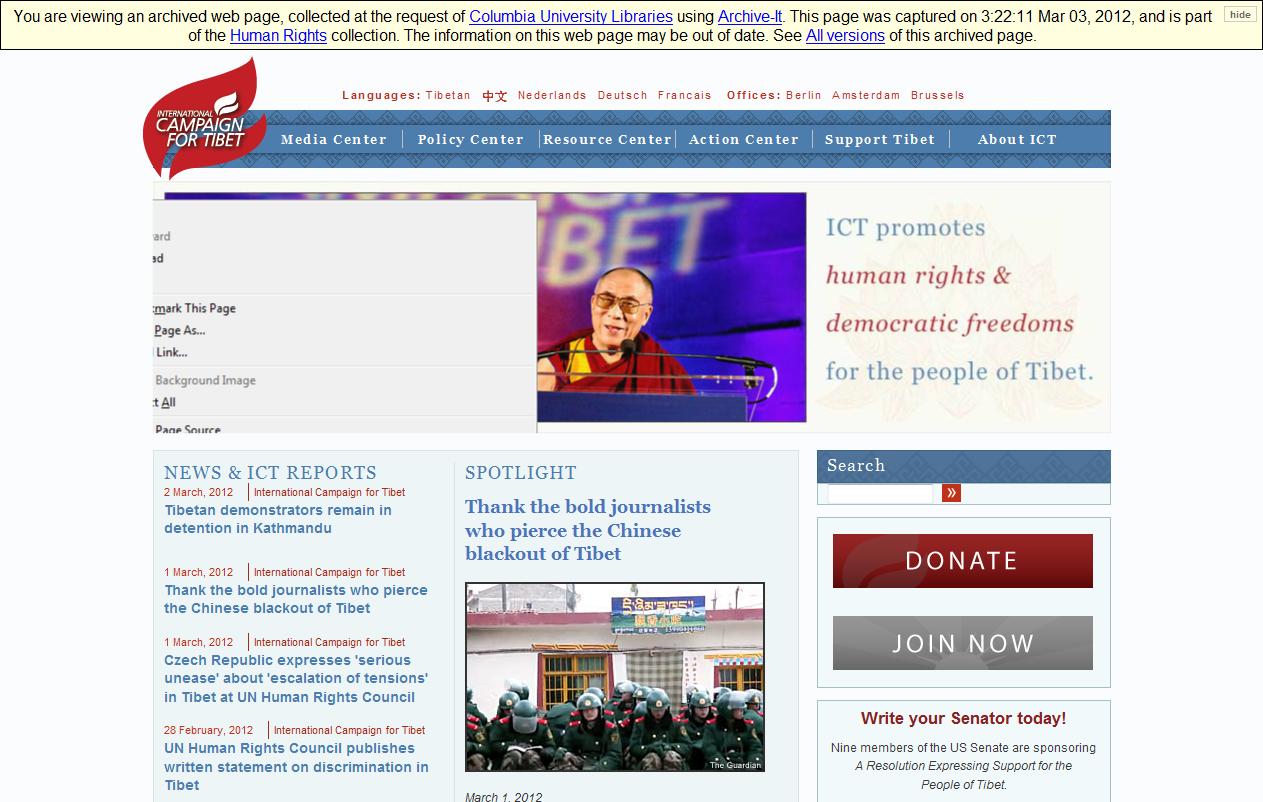 You are viewing an archived web page, collected at the request of Columbia University Libraries using Archive-It. This page was captured on 3:22:11 Mar 03, 2012, and is part
of the Human Rights collection. The information on this web page may be out of date. See All versions of this archived page.
hide
Languages: Tibetan 中文 Nederlands Deutsch Francais Offices: Berlin Amsterdam Brussels
INTERNATIONAL
CAMPAIGN
FOR TIBET
Media Center Policy Center Resource Center Action Center Support Tibet About ICT
ard
ad
mark This Page
Page As...
Link...
Background Image
t All
Page Source
IBET
ICT promotes
human rights &
democratic freedoms
for the people of Tibet.
NEWS & ICT REPORTS
2 March, 2012 International Campaign for Tibet
Tibetan demonstrators remain in
detention in Kathmandu
1 March, 2012 International Campaign for Tibet
Thank the bold journalists who pierce
the Chinese blackout of Tibet
1 March, 2012 International Campaign for Tibet
Czech Republic expresses 'serious
unease' about 'escalation of tensions'
in Tibet at UN Human Rights Council
28 February, 2012 International Campaign for Tibet
UN Human Rights Council publishes
written statement on discrimination in
Tibet
SPOTLIGHT
Thank the bold journalists
who pierce the Chinese
blackout of Tibet
The Guardian
March 1, 2012
Search
»
DONATE
JOIN NOW
Write your Senator today!
Nine members of the US Senate are sponsoring
A Resolution Expressing Support for the
People of Tibet.